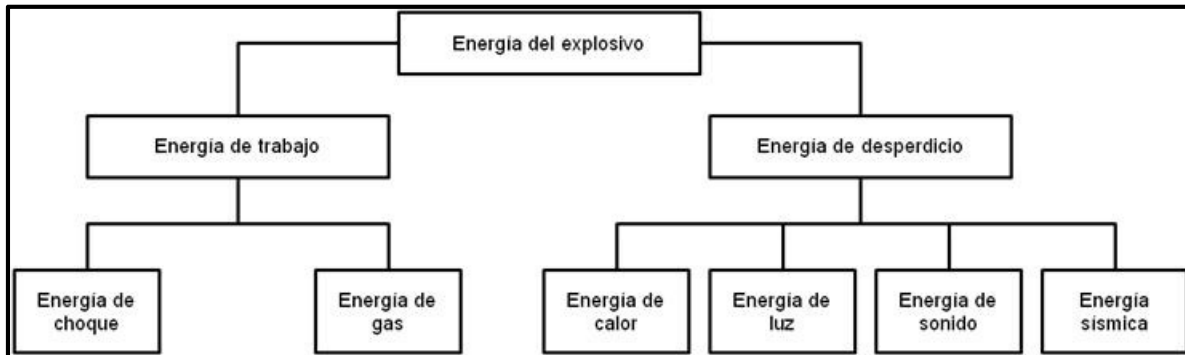 Energía del explosivo
Energía de trabajo
Energía de desperdicio
Energía de
choque
Energía de
gas
Energía de
calor
Energía de
luz
Energía de
sonido
Energía
sísmica